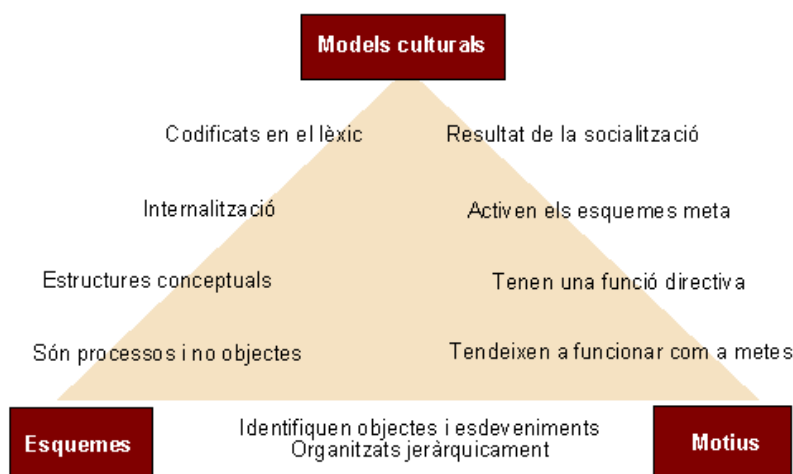 Models culturals
Codificats en el lèxic
Resultat de la socialització
Internalització
Activen els esquemes meta
Estructures conceptuals
Tenen una funció directiva
Són processos i no objectes
Tendeixen a funcionar com a metes
Esquemes
Identifiquen objectes i esdeveniments
Organitzats jeràrquicament
Motius